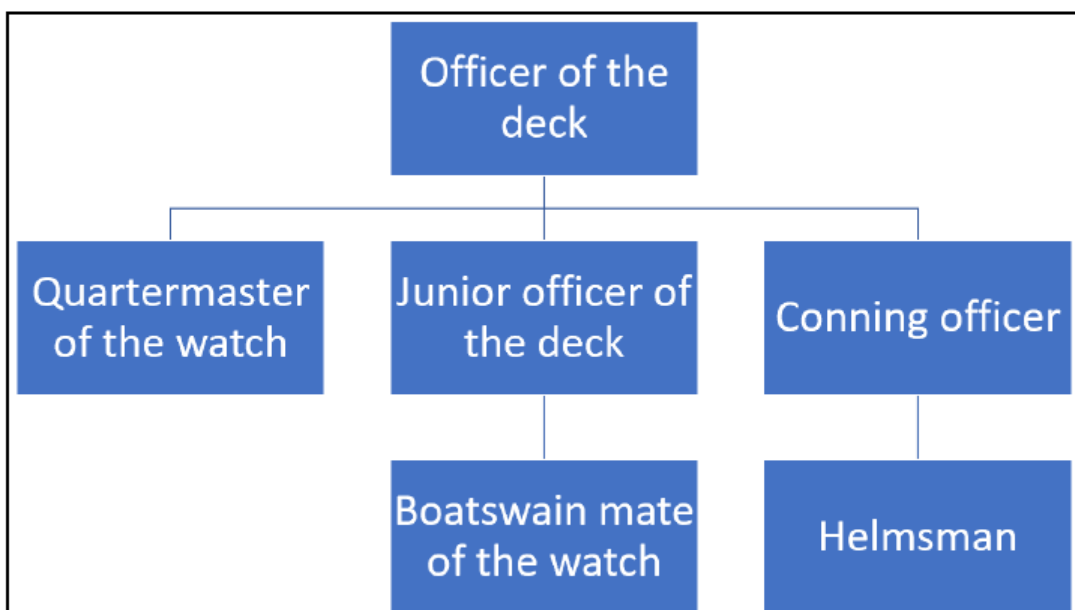 Officer of the
deck
Quartermaster
of the watch
Junior officer of
the deck
Conning officer
Boatswain mate
of the watch
Helmsman